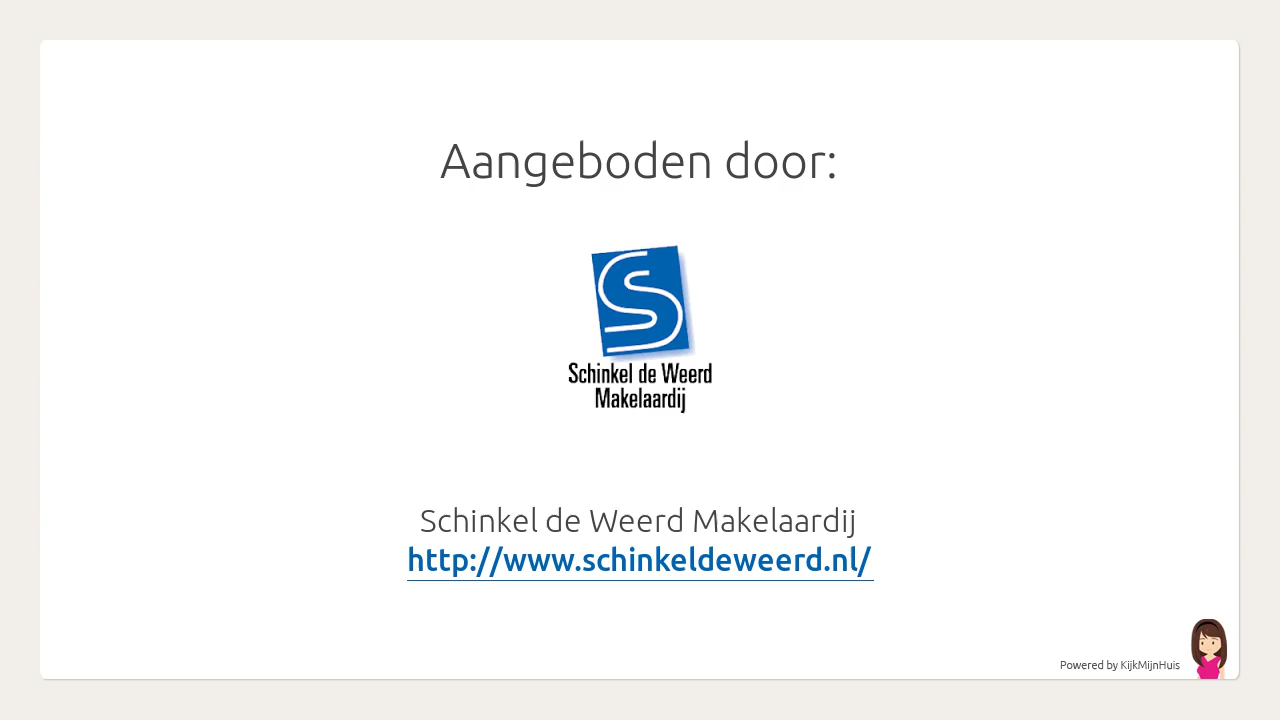 Aangeboden door:
Schinkel de Weerd
Makelaardij
Schinkel de Weerd Makelaardij
http://www.schinkeldeweerd.nl/
Powered by KijkMijnHuis